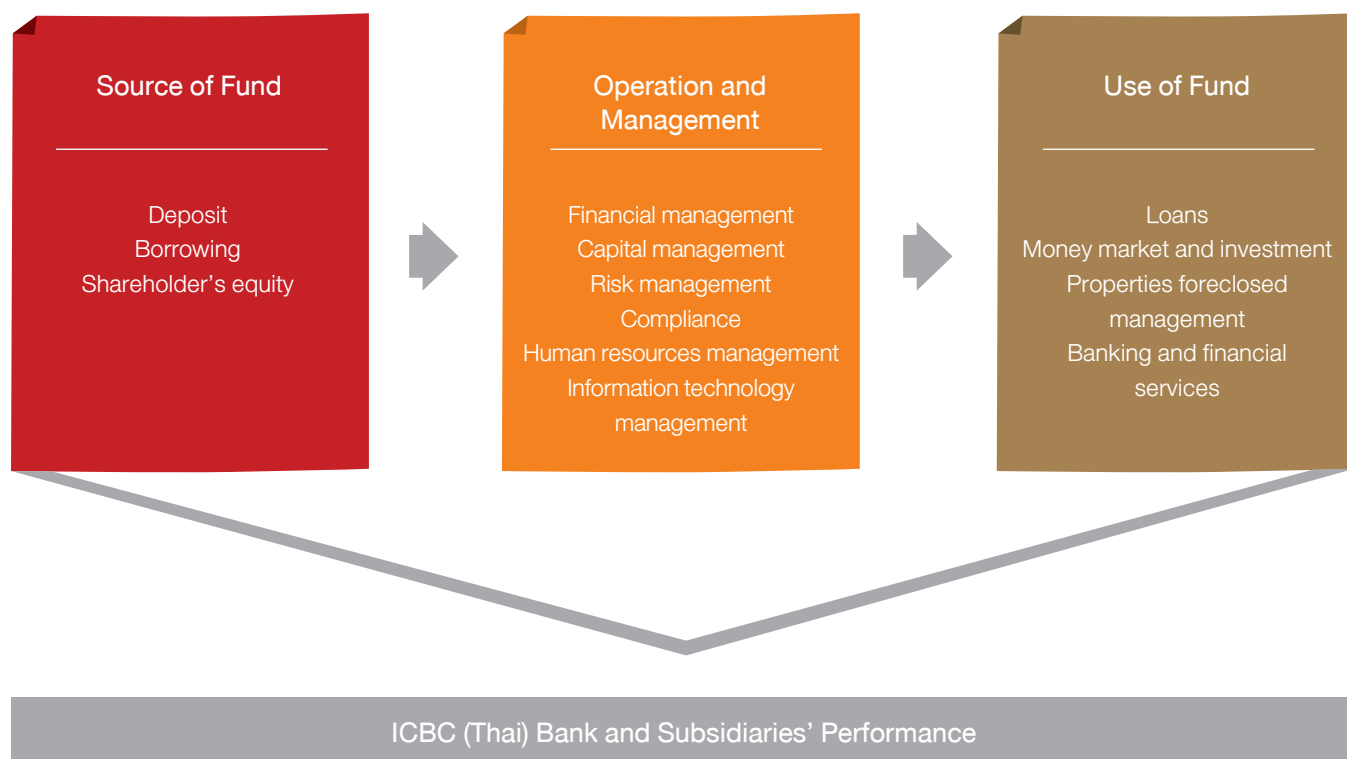 Source of Fund
Deposit
Borrowing
Shareholder’s equity
Operation and
Management
Financial management
Capital management
Risk management
Compliance
Human resources management
Information technology
management
Use of Fund
Loans
Money market and investment
Properties foreclosed
management
Banking and financial
services
ICBC (Thai) Bank and Subsidiaries’ Performance